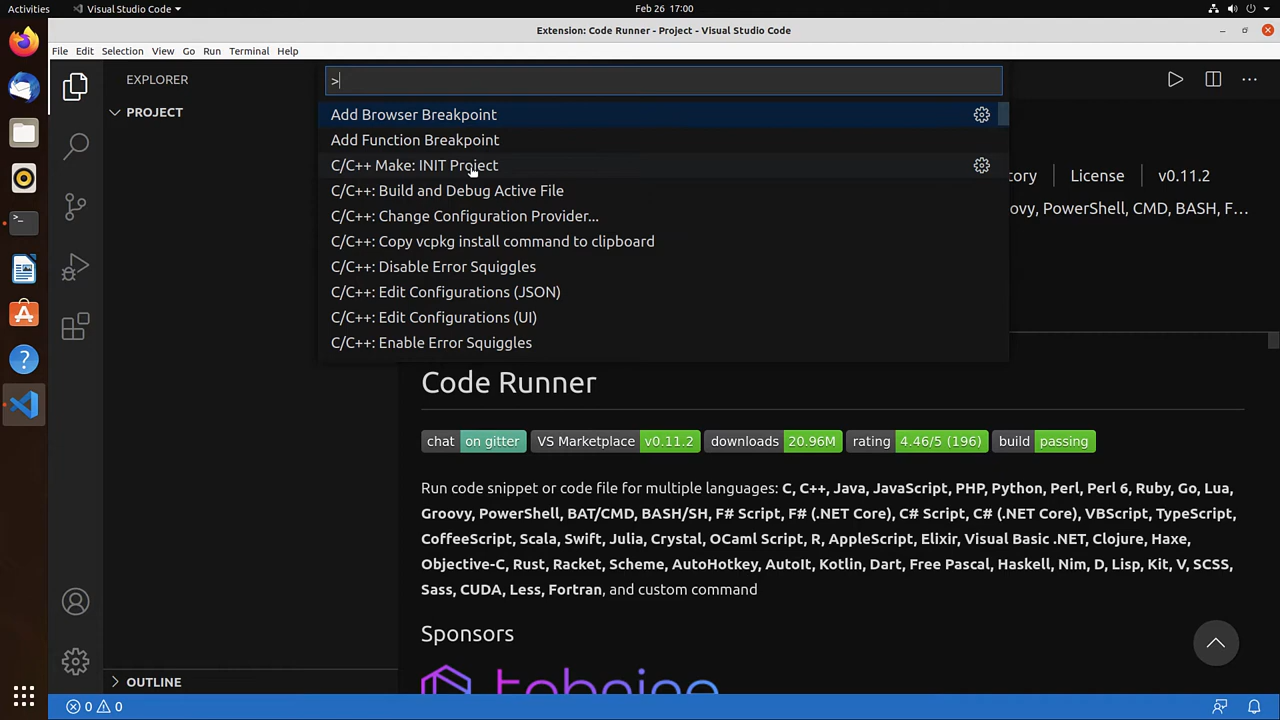 Activities
Visual Studio Code
Feb 26 17:00
Extension: Code Runner - Project - Visual Studio Code
File Edit Selection View Go Run Terminal Help
EXPLORER
PROJECT
>
Add Browser Breakpoint
Add Function Breakpoint
C/C++ Make: INIT Project
C/C++: Build and Debug Active File
C/C++: Change Configuration Provider...
C/C++: Copy vcpkg install command to clipboard
C/C++: Disable Error Squiggles
C/C++: Edit Configurations (JSON)
C/C++: Edit Configurations (UI)
C/C++: Enable Error Squiggles
License v0.11.2
PowerShell, CMD, BASH, F...
Code Runner
chat on gitter VS Marketplace v0.11.2 downloads 20.96M rating 4.46/5 (196) build passing
Run code snippet or code file for multiple languages: C, C++, Java, JavaScript, PHP, Python, Perl, Perl 6, Ruby, Go, Lua,
Groovy, PowerShell, BAT/CMD, BASH/SH, F# Script, F# (.NET Core), C# Script, C# (.NET Core), VBScript, TypeScript,
CoffeeScript, Scala, Swift, Julia, Crystal, OCaml Script, R, AppleScript, Elixir, Visual Basic .NET, Clojure, Haxe,
Objective-C, Rust, Racket, Scheme, AutoHotkey, AutoIt, Kotlin, Dart, Free Pascal, Haskell, Nim, D, Lisp, Kit, V, SCSS,
Sass, CUDA, Less, Fortran, and custom command
Sponsors
OUTLINE
0 0